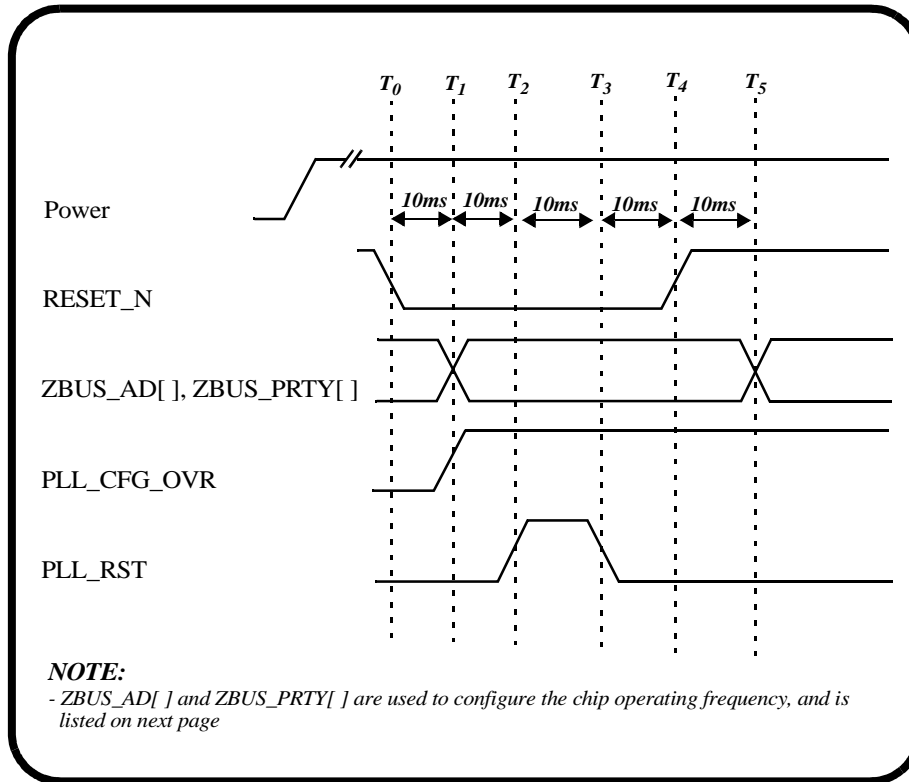 T0 T1 T2 T3 T4 T5
Power
10ms 10ms 10ms 10ms 10ms
RESET_N
ZBUS_AD[ ], ZBUS_PRTY[ ]
PLL_CFG_OVR
PLL_RST
NOTE:
- ZBUS_AD[ ] and ZBUS_PRTY[ ] are used to configure the chip operating frequency, and is
listed on next page